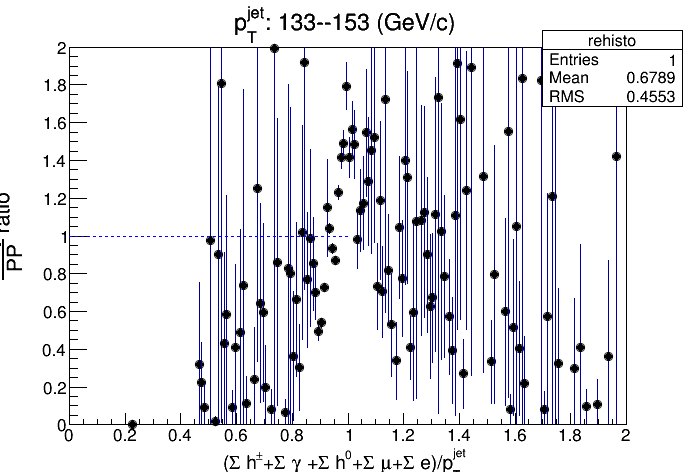 p_T^jet: 133--153 (GeV/c)
rehisto
Entries 1
Mean 0.6789
RMS 0.4553
2
1.8
1.6
1.4
1.2
1
0.8
0.6
0.4
0.2
0
PP ratio
0 0.2 0.4 0.6 0.8 1 1.2 1.4 1.6 1.8 2
(Σ h^±+Σ γ +Σ h^0+Σ μ+Σ e)/p_T^jet